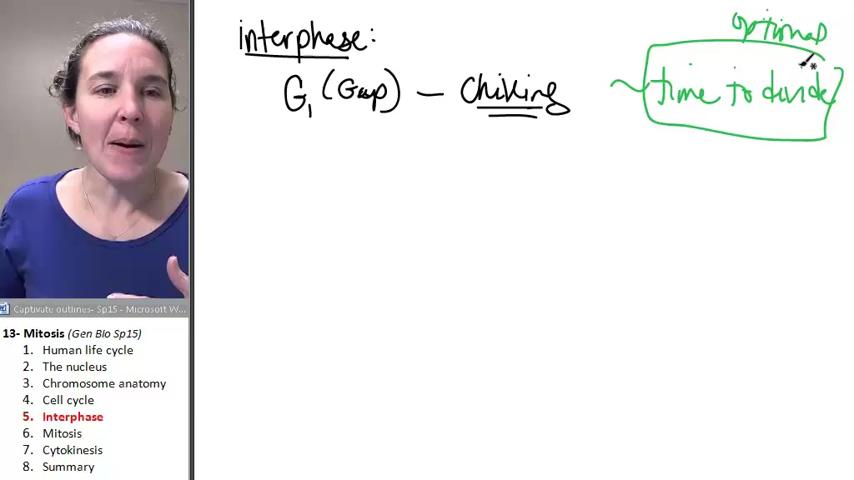 optional
interphase:
G1 (Gap) — Chilling ~ time to divide
Captivate outlines- Sp15 - Microsoft W...
13- Mitosis (Gen Bio Sp15)
1. Human life cycle
2. The nucleus
3. Chromosome anatomy
4. Cell cycle
5. Interphase
6. Mitosis
7. Cytokinesis
8. Summary